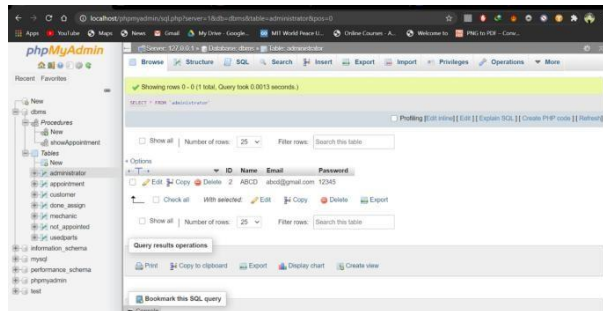 localhost/phpmyadmin/sql.php?server=1&db=dbms&table=administrator&pos=0
Apps YouTube Maps News Gmail My Drive - Google... MIT World Peace U... Online Courses - A... Welcome to PNG to PDF – Conv...
phpMyAdmin
Recent Favorites
New
dbms
Procedures
New
showAppointment
Tables
New
administrator
appointment
customer
done_assign
mechanic
not_appointed
usedparts
information_schema
mysql
performance_schema
phpmyadmin
test
Server: 127.0.0.1 » Database: dbms » Table: administrator
Browse Structure SQL Search Insert Export Import Privileges Operations More
Showing rows 0 - 0 (1 total, Query took 0.0013 seconds.)
SELECT * FROM `administrator`
Profiling [Edit inline] [ Edit ] [ Explain SQL ] [ Create PHP code ] [ Refresh]
Show all Number of rows: 25 Filter rows: Search this table
+ Options
ID Name Email Password
Edit Copy Delete 2 ABCD abcd@gmail.com 12345
Check all With selected: Edit Copy Delete Export
Show all Number of rows: 25 Filter rows: Search this table
Query results operations
Print Copy to clipboard Export Display chart Create view
Bookmark this SQL query
Console